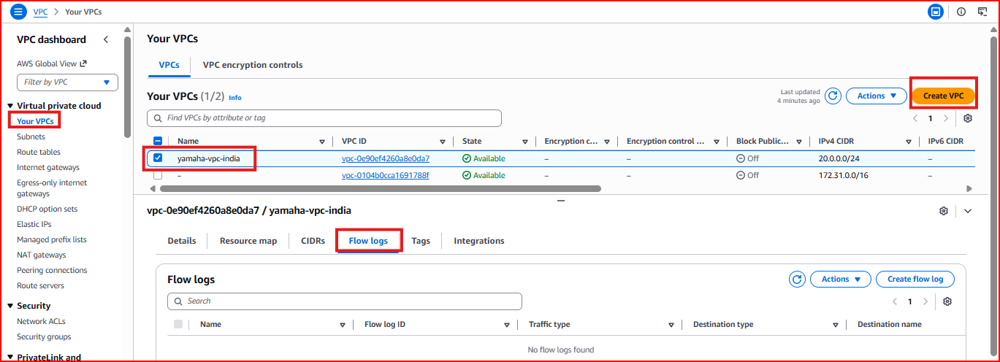 VPC > Your VPCs
VPC dashboard
AWS Global View
Filter by VPC
Virtual private cloud
Your VPCs
Subnets
Route tables
Internet gateways
Egress-only internet
gateways
DHCP option sets
Elastic IPs
Managed prefix lists
NAT gateways
Peering connections
Route servers
Security
Network ACLs
Security groups
PrivateLink and
Your VPCs
VPCs VPC encryption controls
Your VPCs (1/2) Info
Last updated
4 minutes ago
Actions Create VPC
Find VPCs by attribute or tag
1
Name VPC ID State Encryption c... Encryption control ... Block Public... IPv4 CIDR IPv6 CIDR
yamaha-vpc-india vpc-0e90ef4260a8e0da7 Available – – Off 20.0.0.0/24 –
– vpc-0104b0cca1691788f Available – – Off 172.31.0.0/16 –
vpc-0e90ef4260a8e0da7 / yamaha-vpc-india
Details Resource map CIDRs Flow logs Tags Integrations
Flow logs
Actions Create flow log
Search
1
Name Flow log ID Traffic type Destination type Destination name
No flow logs found